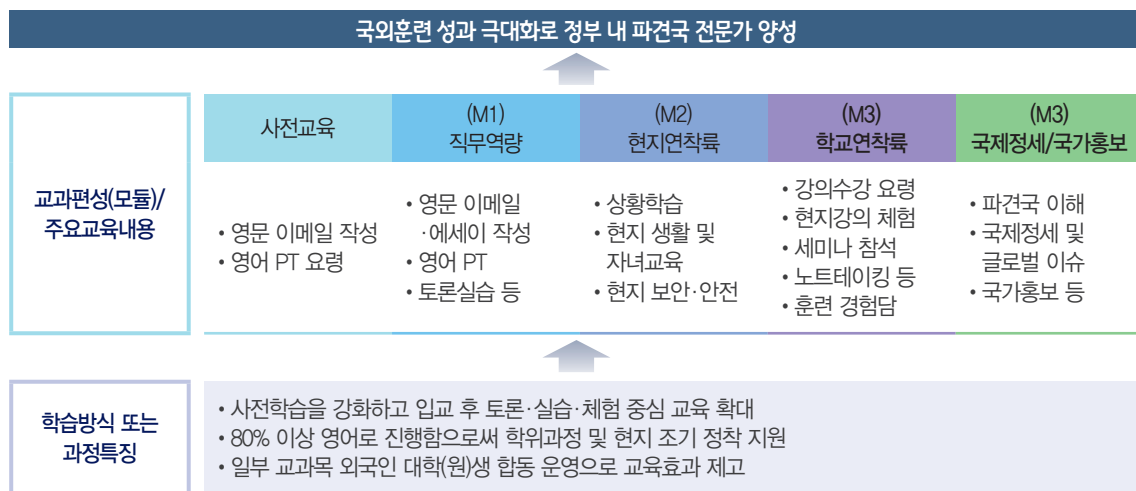 국외훈련 성과 극대화로 정부 내 파견국 전문가 양성
교과편성(모듈)/
주요교육내용
사전교육
• 영문 이메일 작성
• 영어 PT 요령
(M1)
직무역량
• 영문 이메일
·에세이 작성
• 영어 PT
• 토론실습 등
(M2)
현지연착륙
• 상황학습
• 현지 생활 및
자녀교육
• 현지 보안·안전
(M3)
학교연착륙
• 강의수강 요령
• 현지강의 체험
• 세미나 참석
• 노트테이킹 등
• 훈련 경험담
(M3)
국제정세/국가홍보
• 파견국 이해
• 국제정세 및
글로벌 이슈
• 국가홍보 등
학습방식 또는
과정특징
• 사전학습을 강화하고 입교 후 토론·실습·체험 중심 교육 확대
• 80% 이상 영어로 진행함으로써 학위과정 및 현지 조기 정착 지원
• 일부 교과목 외국인 대학(원)생 합동 운영으로 교육효과 제고